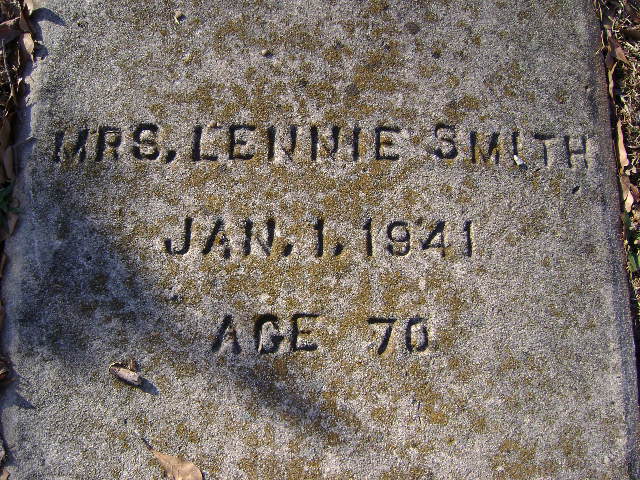 MRS. LENNIE SMITH
JAN. 1, 1941
AGE 70